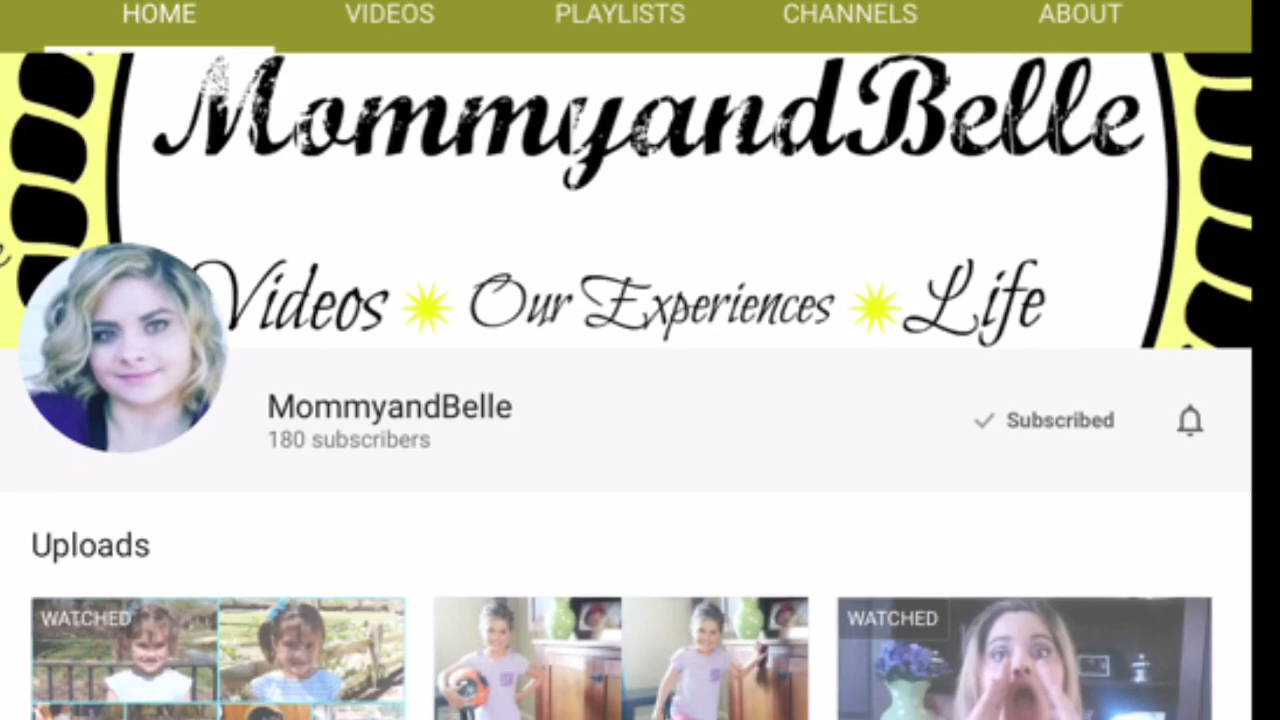 HOME VIDEOS PLAYLISTS CHANNELS ABOUT
MommyandBelle
Videos Our Experiences Life
MommyandBelle
180 subscribers
Subscribed
Uploads
WATCHED
WATCHED